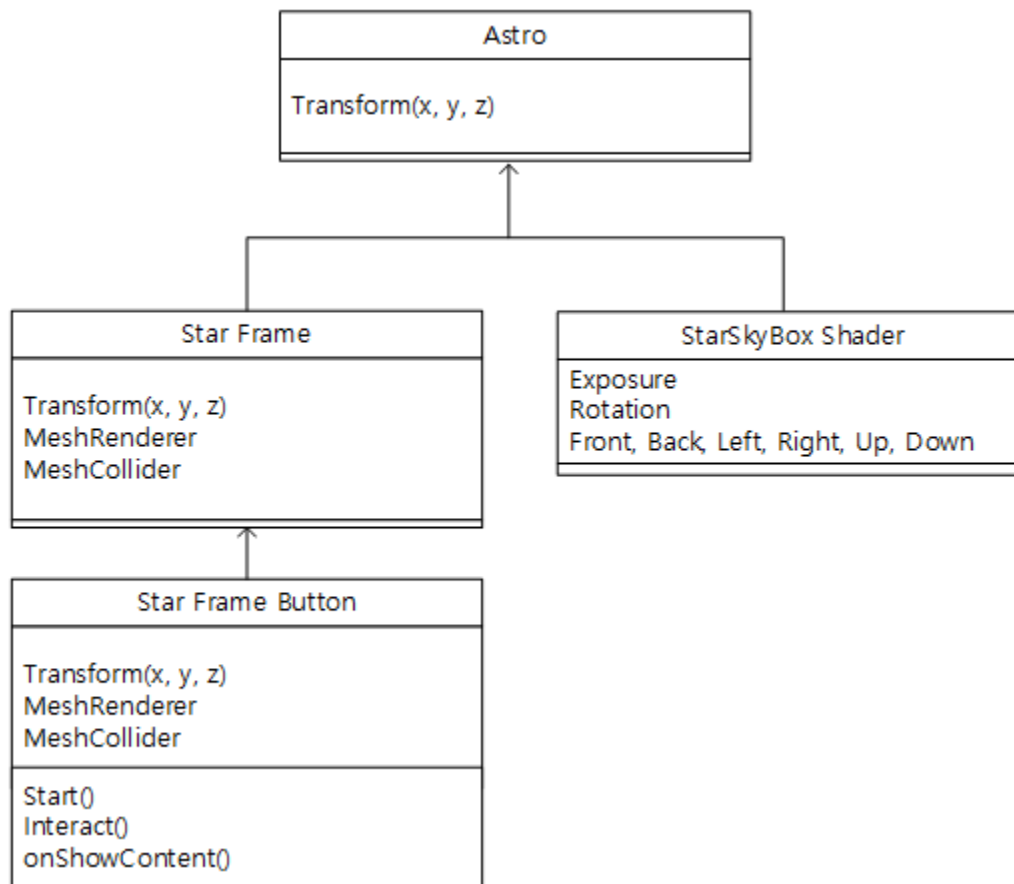 Astro
Transform(x, y, z)
Star Frame
Transform(x, y, z)
MeshRenderer
MeshCollider
StarSkyBox Shader
Exposure
Rotation
Front, Back, Left, Right, Up, Down
Star Frame Button
Transform(x, y, z)
MeshRenderer
MeshCollider
Start()
Interact()
onShowContent()